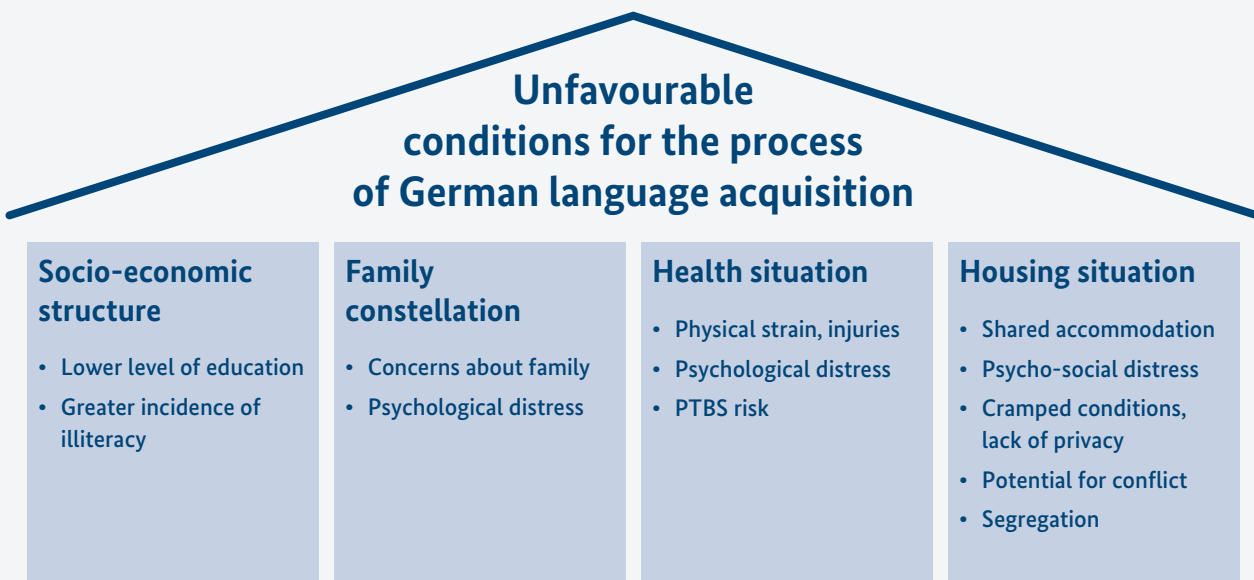 Unfavourable
conditions for the process
of German language acquisition
Socio-economic
structure
• Lower level of education
• Greater incidence of
illiteracy
Family
constellation
• Concerns about family
• Psychological distress
Health situation
• Physical strain, injuries
• Psychological distress
• PTBS risk
Housing situation
• Shared accommodation
• Psycho-social distress
• Cramped conditions,
lack of privacy
• Potential for conflict
• Segregation